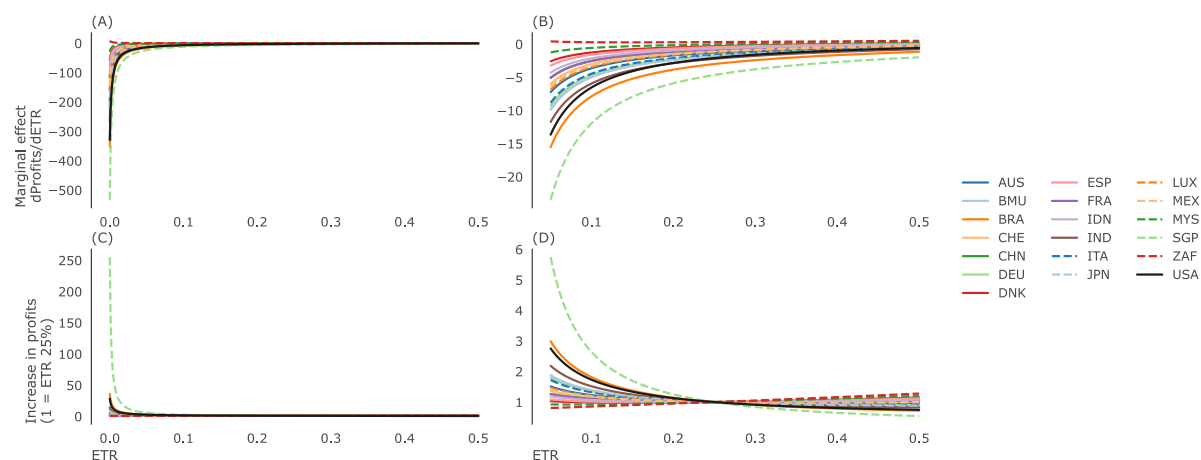 (A)
(B)
0
−100
−200
−300
−400
−500
Marginal effect
dProfits/dETR
0.0 0.1 0.2 0.3 0.4 0.5
0
−5
−10
−15
−20
0.1 0.2 0.3 0.4 0.5
(C)
(D)
250
200
150
100
50
0
Increase in profits
(1 = ETR 25%)
0.0 0.1 0.2 0.3 0.4 0.5
ETR
6
5
4
3
2
1
0.1 0.2 0.3 0.4 0.5
ETR
AUS ESP LUX
BMU FRA MEX
BRA IDN MYS
CHE IND SGP
CHN ITA ZAF
DEU JPN USA
DNK